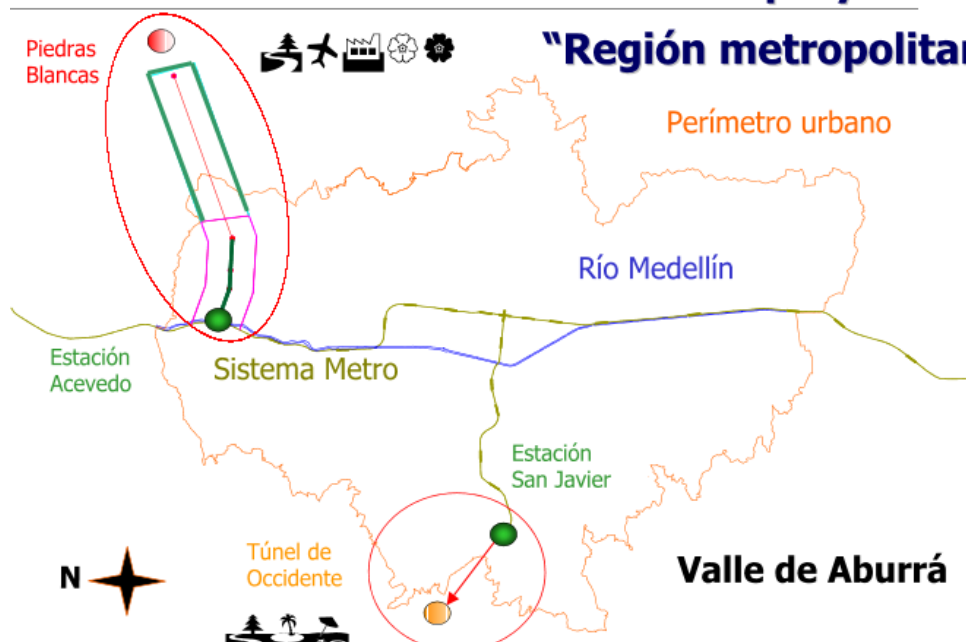 “Región metropolitan
Piedras
Blancas
Perímetro urbano
Río Medellín
Estación
Acevedo
Sistema Metro
Estación
San Javier
Túnel de
Occidente
N
Valle de Aburrá